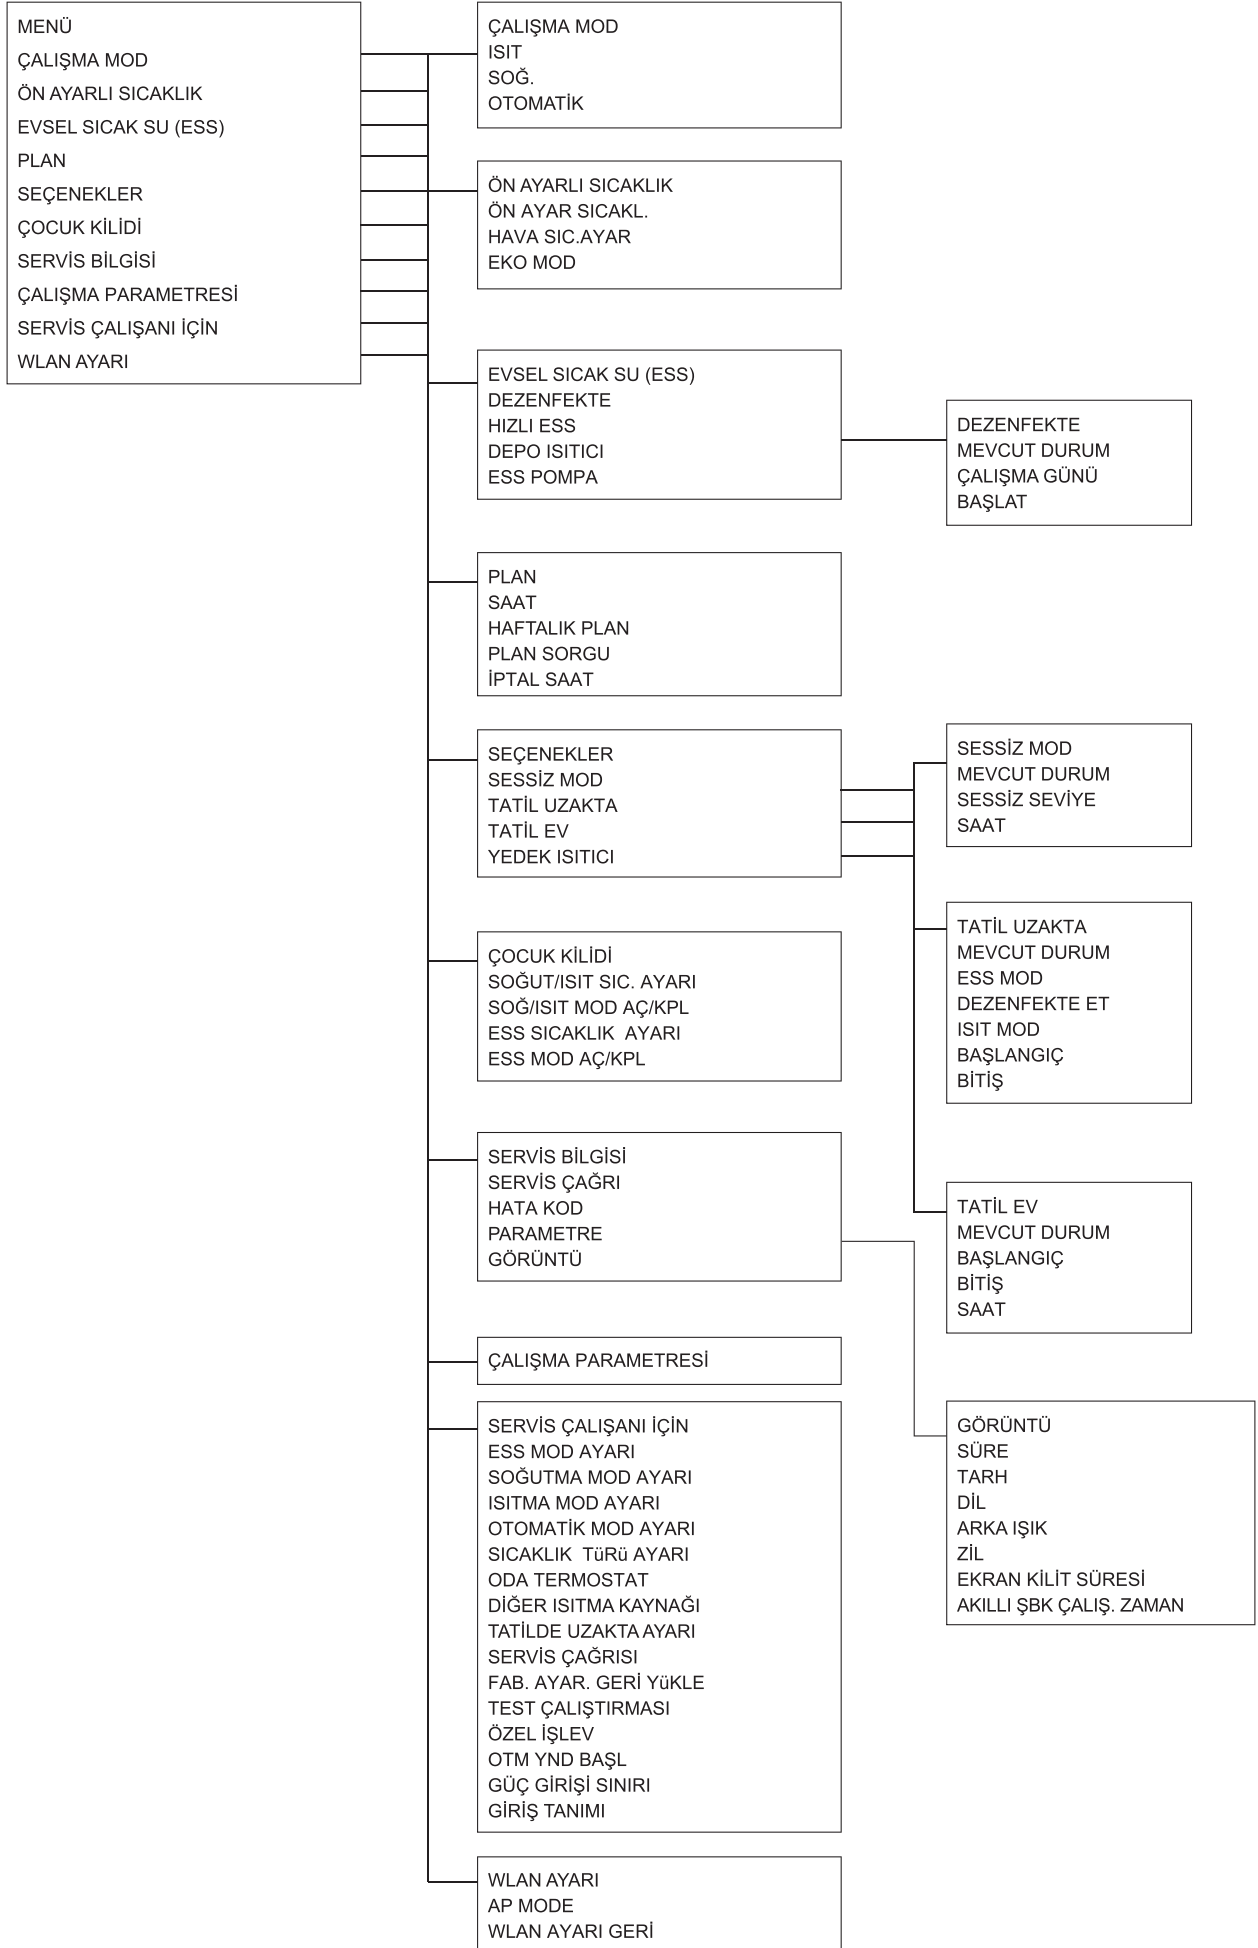 MENÜ
ÇALIŞMA MOD
ÖN AYARLI SICAKLIK
EVSEL SICAK SU (ESS)
PLAN
SEÇENEKLER
ÇOCUK KİLİDİ
SERVİS BİLGİSİ
ÇALIŞMA PARAMETRESİ
SERVİS ÇALIŞANI İÇİN
WLAN AYARI
ÇALIŞMA MOD
ISIT
SOĞ.
OTOMATİK
ÖN AYARLI SICAKLIK
ÖN AYAR SICAKL.
HAVA SIC.AYAR
EKO MOD
EVSEL SICAK SU (ESS)
DEZENFEKTE
HIZLI ESS
DEPO ISITICI
ESS POMPA
DEZENFEKTE
MEVCUT DURUM
ÇALIŞMA GÜNÜ
BAŞLAT
PLAN
SAAT
HAFTALIK PLAN
PLAN SORGU
İPTAL SAAT
SEÇENEKLER
SESSİZ MOD
TATİL UZAKTA
TATİL EV
YEDEK ISITICI
SESSİZ MOD
MEVCUT DURUM
SESSİZ SEVİYE
SAAT
TATİL UZAKTA
MEVCUT DURUM
ESS MOD
DEZENFEKTE ET
ISIT MOD
BAŞLANGIÇ
BİTİŞ
ÇOCUK KİLİDİ
SOĞUT/ISIT SIC. AYARI
SOĞ/ISIT MOD AÇ/KPL
ESS SICAKLIK  AYARI
ESS MOD AÇ/KPL
SERVİS BİLGİSİ
SERVİS ÇAĞRI
HATA KOD
PARAMETRE
GÖRÜNTÜ
TATİL EV
MEVCUT DURUM
BAŞLANGIÇ
BİTİŞ
SAAT
ÇALIŞMA PARAMETRESİ
SERVİS ÇALIŞANI İÇİN
ESS MOD AYARI
SOĞUTMA MOD AYARI
ISITMA MOD AYARI
OTOMATİK MOD AYARI
SICAKLIK  TüRü AYARI
ODA TERMOSTAT
DİĞER ISITMA KAYNAĞI
TATİLDE UZAKTA AYARI
SERVİS ÇAĞRISI
FAB. AYAR. GERİ YüKLE
TEST ÇALIŞTIRMASI
ÖZEL İŞLEV
OTM YND BAŞL
GÜÇ GİRİŞİ SINIRI
GİRİŞ TANIMI
GÖRÜNTÜ
SÜRE
TARH
DİL
ARKA IŞIK
ZİL
EKRAN KİLİT SÜRESİ
AKILLI ŞBK ÇALIŞ. ZAMAN
WLAN AYARI
AP MODE
WLAN AYARI GERİ